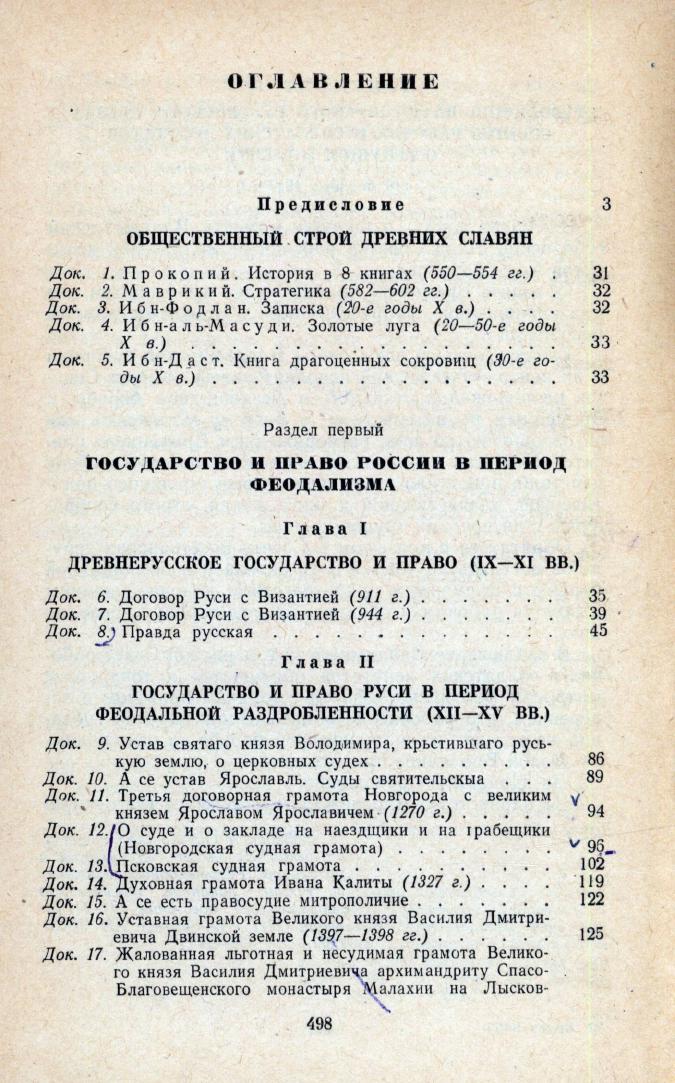 ОГЛАВЛЕНИЕ
Предисловие 3
ОБЩЕСТВЕННЫЙ СТРОЙ ДРЕВНИХ СЛАВЯН
Док. 1. Прокопий. История в 8 книгах (550—554 гг.) . 31
Док. 2. Маврикий. Стратегика (582—602 гг.) . . . . . 32
Док. 3. Ибн-Фодлан. Записка (20-е годы X в.) . . . . 32
Док. 4. Ибн-аль-Масуди. Золотые луга (20—50-е годы
X в.) . . . . . . . . . . . . . . . . . 33
Док. 5. Ибн-Даст. Книга драгоценных сокровищ (30-е го-
ды X в.) . . . . . . . . . . . . . . . . 33
Раздел первый
ГОСУДАРСТВО И ПРАВО РОССИИ В ПЕРИОД
ФЕОДАЛИЗМА
Глава I
ДРЕВНЕРУССКОЕ ГОСУДАРСТВО И ПРАВО (IX—XI ВВ.)
Док. 6. Договор Руси с Византией (911 г.) . . . . . . . 35
Док. 7. Договор Руси с Византией (944 г.) . . . . . . . 39
Док. 8. Правда русская . . . . . . . . . . . . . . 45
Глава II
ГОСУДАРСТВО И ПРАВО РУСИ В ПЕРИОД
ФЕОДАЛЬНОЙ РАЗДРОБЛЕННОСТИ (XII—XV ВВ.)
Док. 9. Устав святаго князя Володимира, крьстившаго русь-
кую землю, о церковных судех . . . . . . . . . 86
Док. 10. А се устав Ярославль. Суды святительскыа . . . 89
Док. 11. Третья договорная грамота Новгорода с великим
князем Ярославом Ярославичем (1270 г.) . . . . . 94
Док. 12. О суде и о закладе на наездщики и на грабещики
(Новгородская судная грамота) . . . . . . . . 96
Док. 13. Псковская судная грамота . . . . . . . . . . 102
Док. 14. Духовная грамота Ивана Калиты (1327 г.) . . . . 119
Док. 15. А се есть правосудие митрополичие . . . . . . . 122
Док. 16. Уставная грамота Великого князя Василия Дмитри-
евича Двинской земле (1397—1398 гг.) . . . . . . 125
Док. 17. Жалованная льготная и несудимая грамота Велико-
го князя Василия Дмитриевича архимандриту Спасо-
Благовещенского монастыря Малахии на Лысков-
498